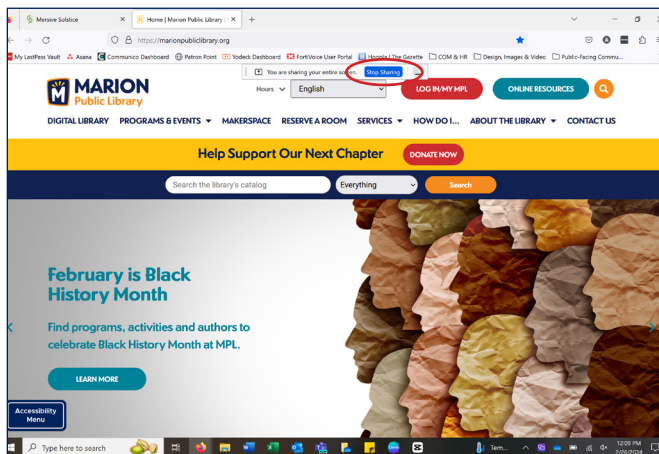 Mersive Solstice
Home | Marion Public Library
https://marionpubliclibrary.org
My LastPass Vault Asana Communico Dashboard Patron Point Yodeck Dashboard FortiVoice User Portal Hoopla | The Gazette COM & HR Design, Images & Video Public-Facing Commu...
You are sharing your entire screen. Stop Sharing
MARION
Public Library
Hours English LOG IN/MY MPL ONLINE RESOURCES
DIGITAL LIBRARY PROGRAMS & EVENTS MAKERSPACE RESERVE A ROOM SERVICES HOW DO I... ABOUT THE LIBRARY CONTACT US
Help Support Our Next Chapter DONATE NOW
Search the library's catalog Everything Search
February is Black
History Month
Find programs, activities and authors to
celebrate Black History Month at MPL.
LEARN MORE
Accessibility
Menu
Type here to search Tem... 12:09 PM
2/26/2024